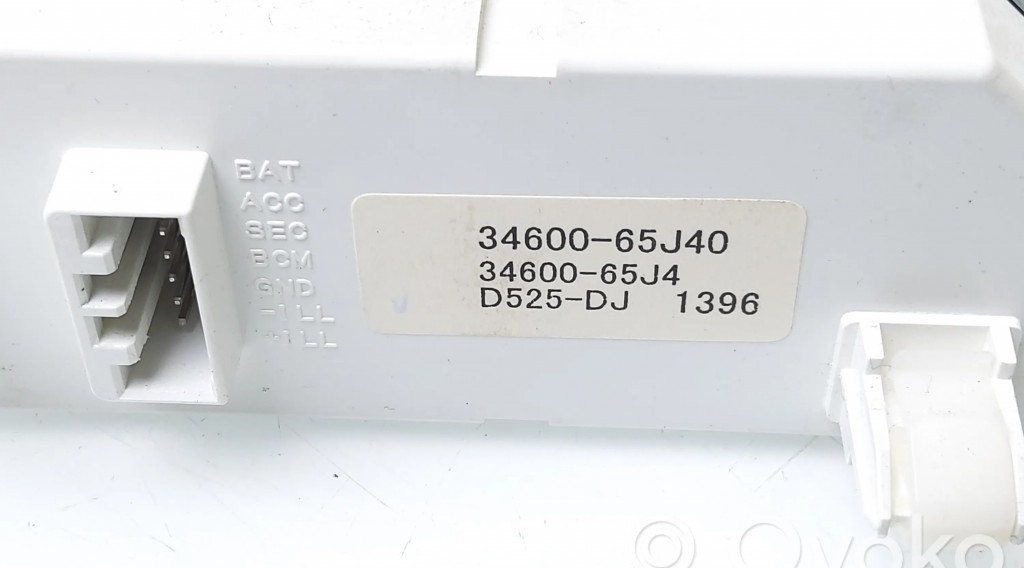 BAT
ACC
SEC
BCM
GND
-ILL
+ILL
34600-65J40
34600-65J4
D525-DJ 1396
Ovoko